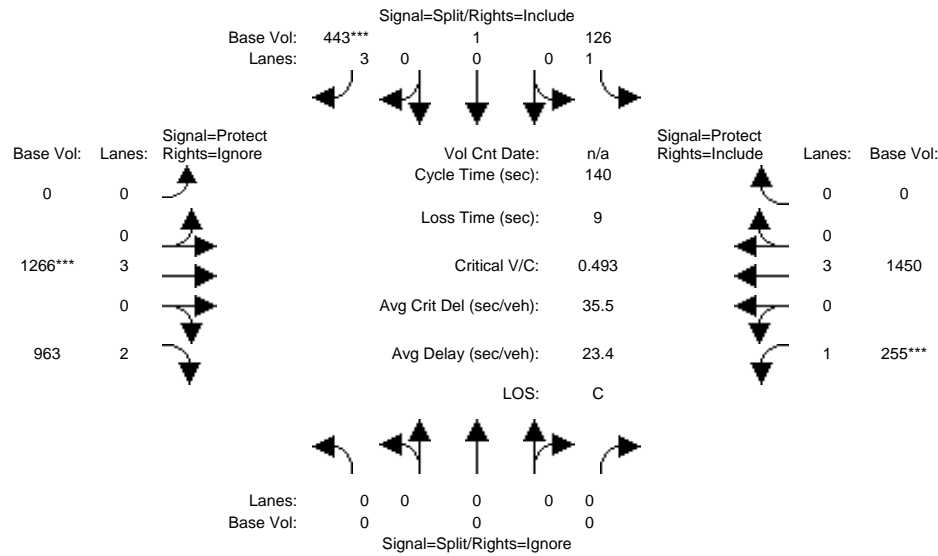 Signal=Split/Rights=Include
Base Vol: 443*** 1 126
Lanes: 3 0 0 0 1
Signal=Protect
Base Vol: Lanes: Rights=Ignore
Vol Cnt Date: n/a
Signal=Protect
Rights=Include Lanes: Base Vol:
Cycle Time (sec): 140
0 0
0 0
Loss Time (sec): 9
0
0
1266*** 3
Critical V/C: 0.493
3 1450
0
Avg Crit Del (sec/veh): 35.5
0
963 2
Avg Delay (sec/veh): 23.4
1 255***
LOS: C
Lanes: 0 0 0 0 0
Base Vol: 0 0 0
Signal=Split/Rights=Ignore